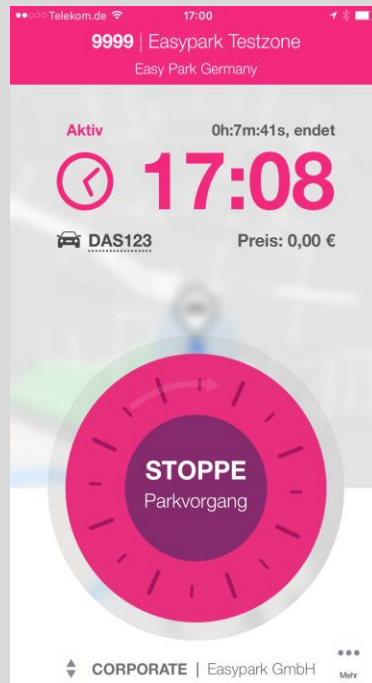 Telekom.de 17:00
9999 | Easypark Testzone
Easy Park Germany
Aktiv 0h:7m:41s, endet
17:08
DAS123 Preis: 0,00 €
STOPPE
Parkvorgang
CORPORATE | Easypark GmbH
Mehr